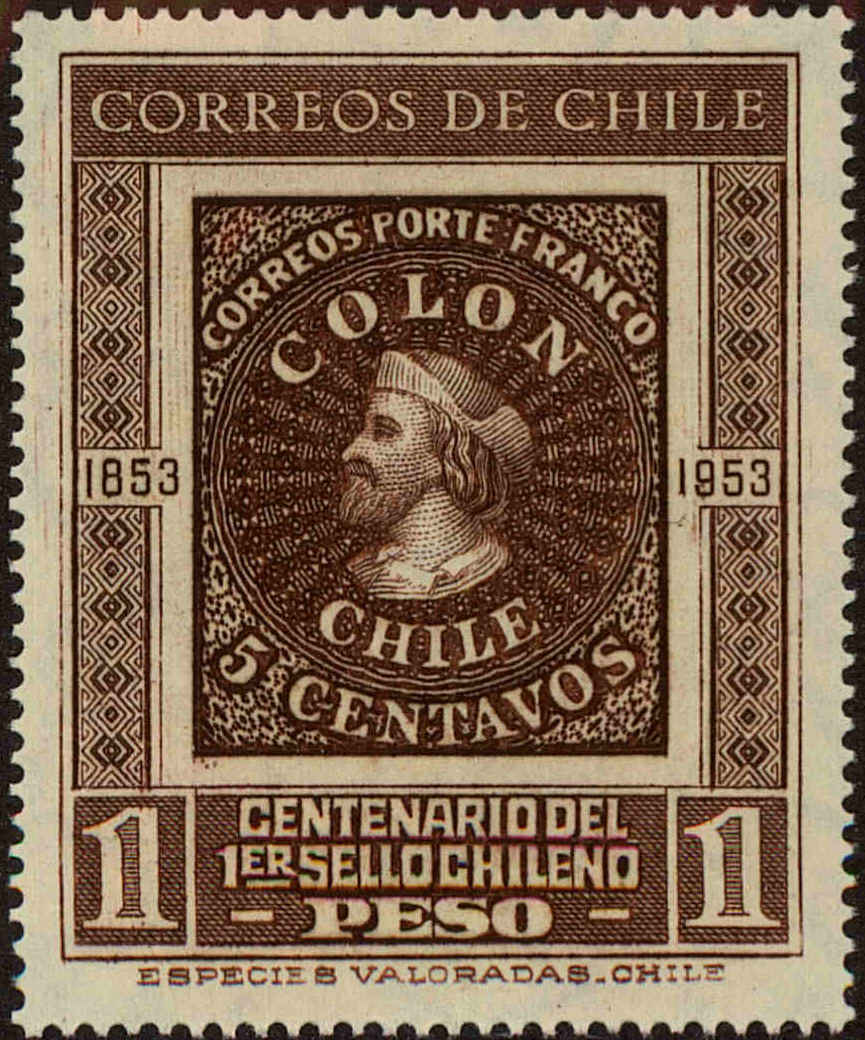 CORREOS DE CHILE
CORREOS PORTE FRANCO
COLON
1853
1953
CHILE
5 CENTAVOS
1
CENTENARIO DEL
1ER SELLO CHILENO
- PESO -
1
ESPECIES VALORADAS.-CHILE